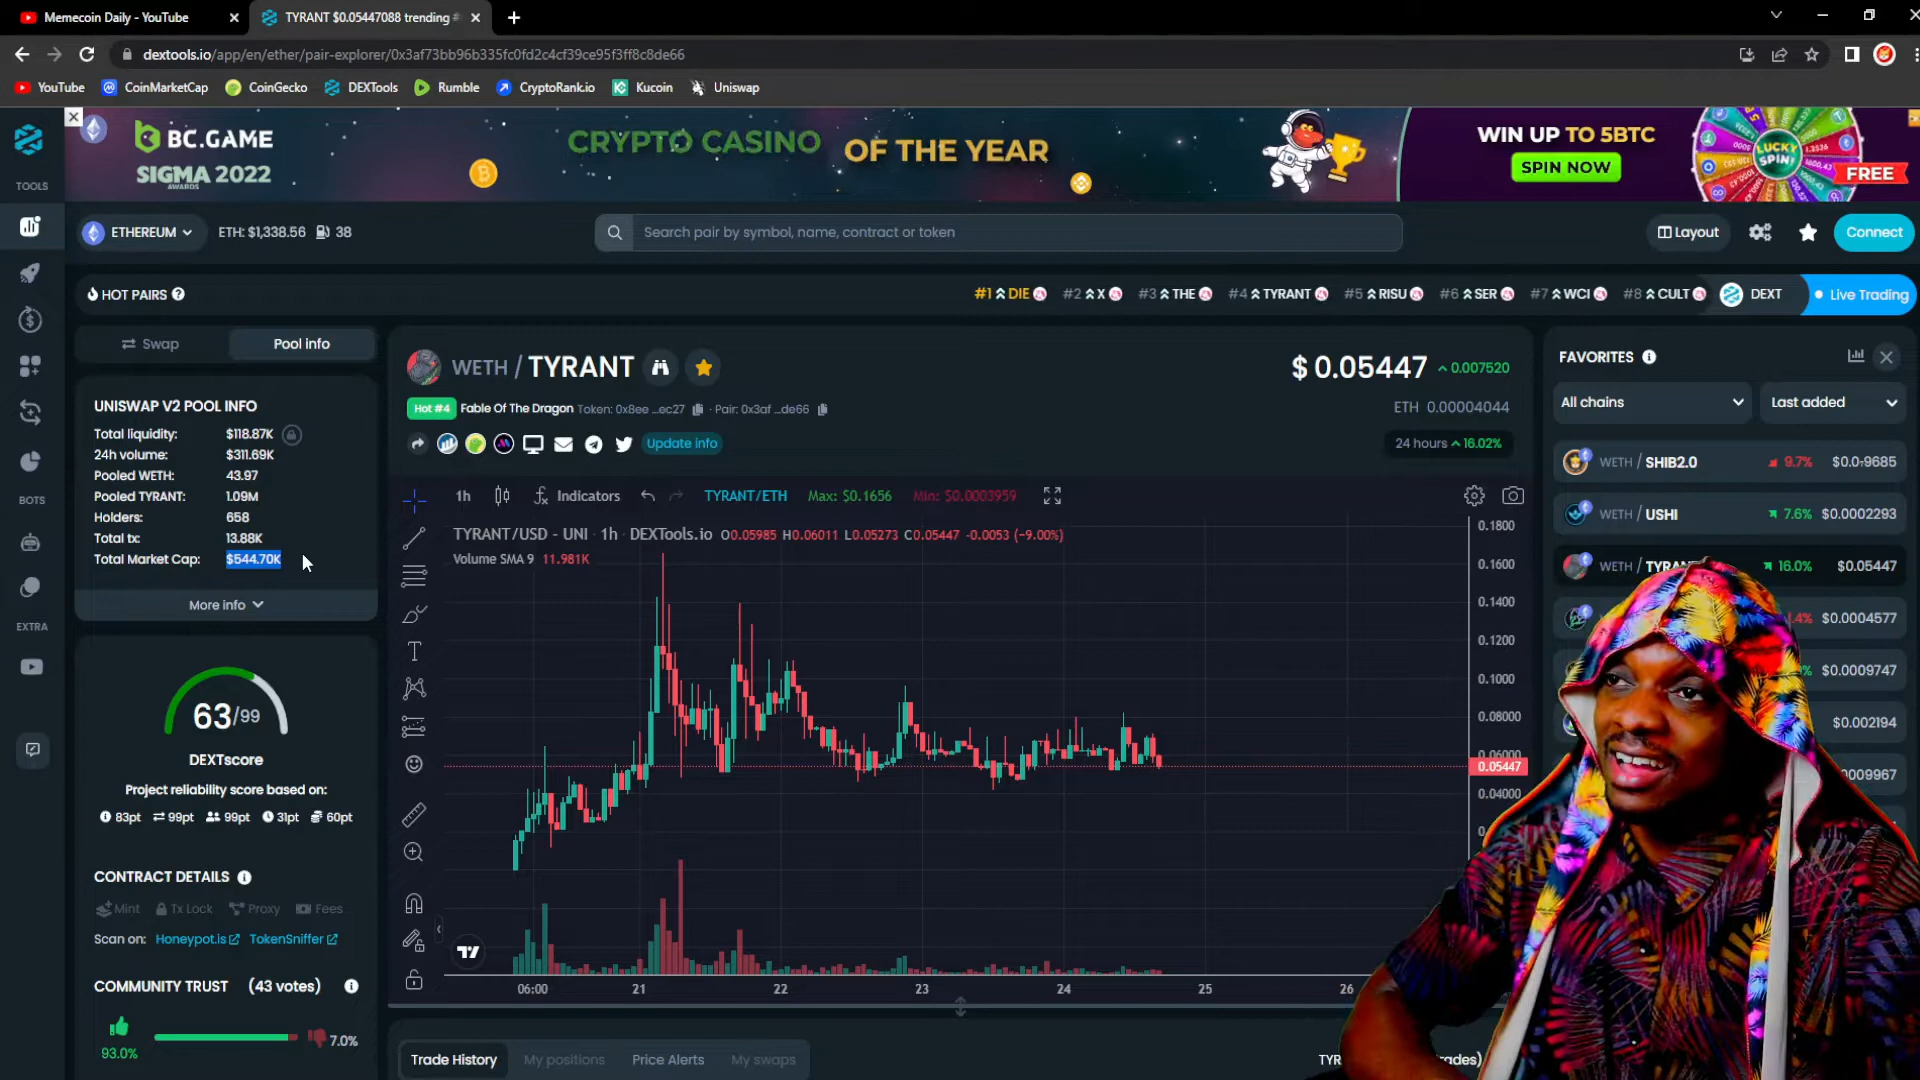 Memecoin Daily - YouTube
TYRANT $0.05447088 trending #
dextools.io/app/en/ether/pair-explorer/0x3af73bb96b335fc0fd2c4cf39ce95f3ff8c8de66
YouTube CoinMarketCap CoinGecko DEXTools Rumble CryptoRank.io Kucoin Uniswap
BC.GAME
SIGMA 2022
AWARDS
CRYPTO CASINO OF THE YEAR
WIN UP TO 5BTC
SPIN NOW
LUCKY SPIN!
FREE
TOOLS
BOTS
EXTRA
ETHEREUM ETH: $1,338.56 38
Search pair by symbol, name, contract or token
Layout
Connect
HOT PAIRS
#1 DIE #2 X #3 THE #4 TYRANT #5 RISU #6 SER #7 WCI #8 CULT DEXT Live Trading
Swap Pool info
UNISWAP V2 POOL INFO
Total liquidity: $118.87K
24h volume: $311.69K
Pooled WETH: 43.97
Pooled TYRANT: 1.09M
Holders: 658
Total tx: 13.88K
Total Market Cap: $544.70K
More info
63/99
DEXTscore
Project reliability score based on:
83pt 99pt 99pt 31pt 60pt
CONTRACT DETAILS
Mint Tx Lock Proxy Fees
Scan on: Honeypot.is TokenSniffer
COMMUNITY TRUST (43 votes)
93.0% 7.0%
WETH / TYRANT
$ 0.05447 0.007520
Hot #4 Fable Of The Dragon Token: 0x8ee ...ec27 · Pair: 0x3af ...de66
ETH 0.00004044
Update info
24 hours 16.02%
1h Indicators TYRANT/ETH Max: $0.1656 Min: $0.0003959
TYRANT/USD - UNI · 1h · DEXTools.io O0.05985 H0.06011 L0.05273 C0.05447 -0.0053 (-9.00%)
Volume SMA 9 11.981K
0.1800
0.1600
0.1400
0.1200
0.1000
0.08000
0.06000
0.05447
0.04000
06:00 21 22 23 24 25 26
Trade History My positions Price Alerts My swaps
FAVORITES
All chains Last added
WETH / SHIB2.0 9.7% $0.0₇9685
WETH / USHI 7.6% $0.0002293
WETH / TYRAN 16.0% $0.05447
.4% $0.0004577
% $0.0009747
$0.002194
009967